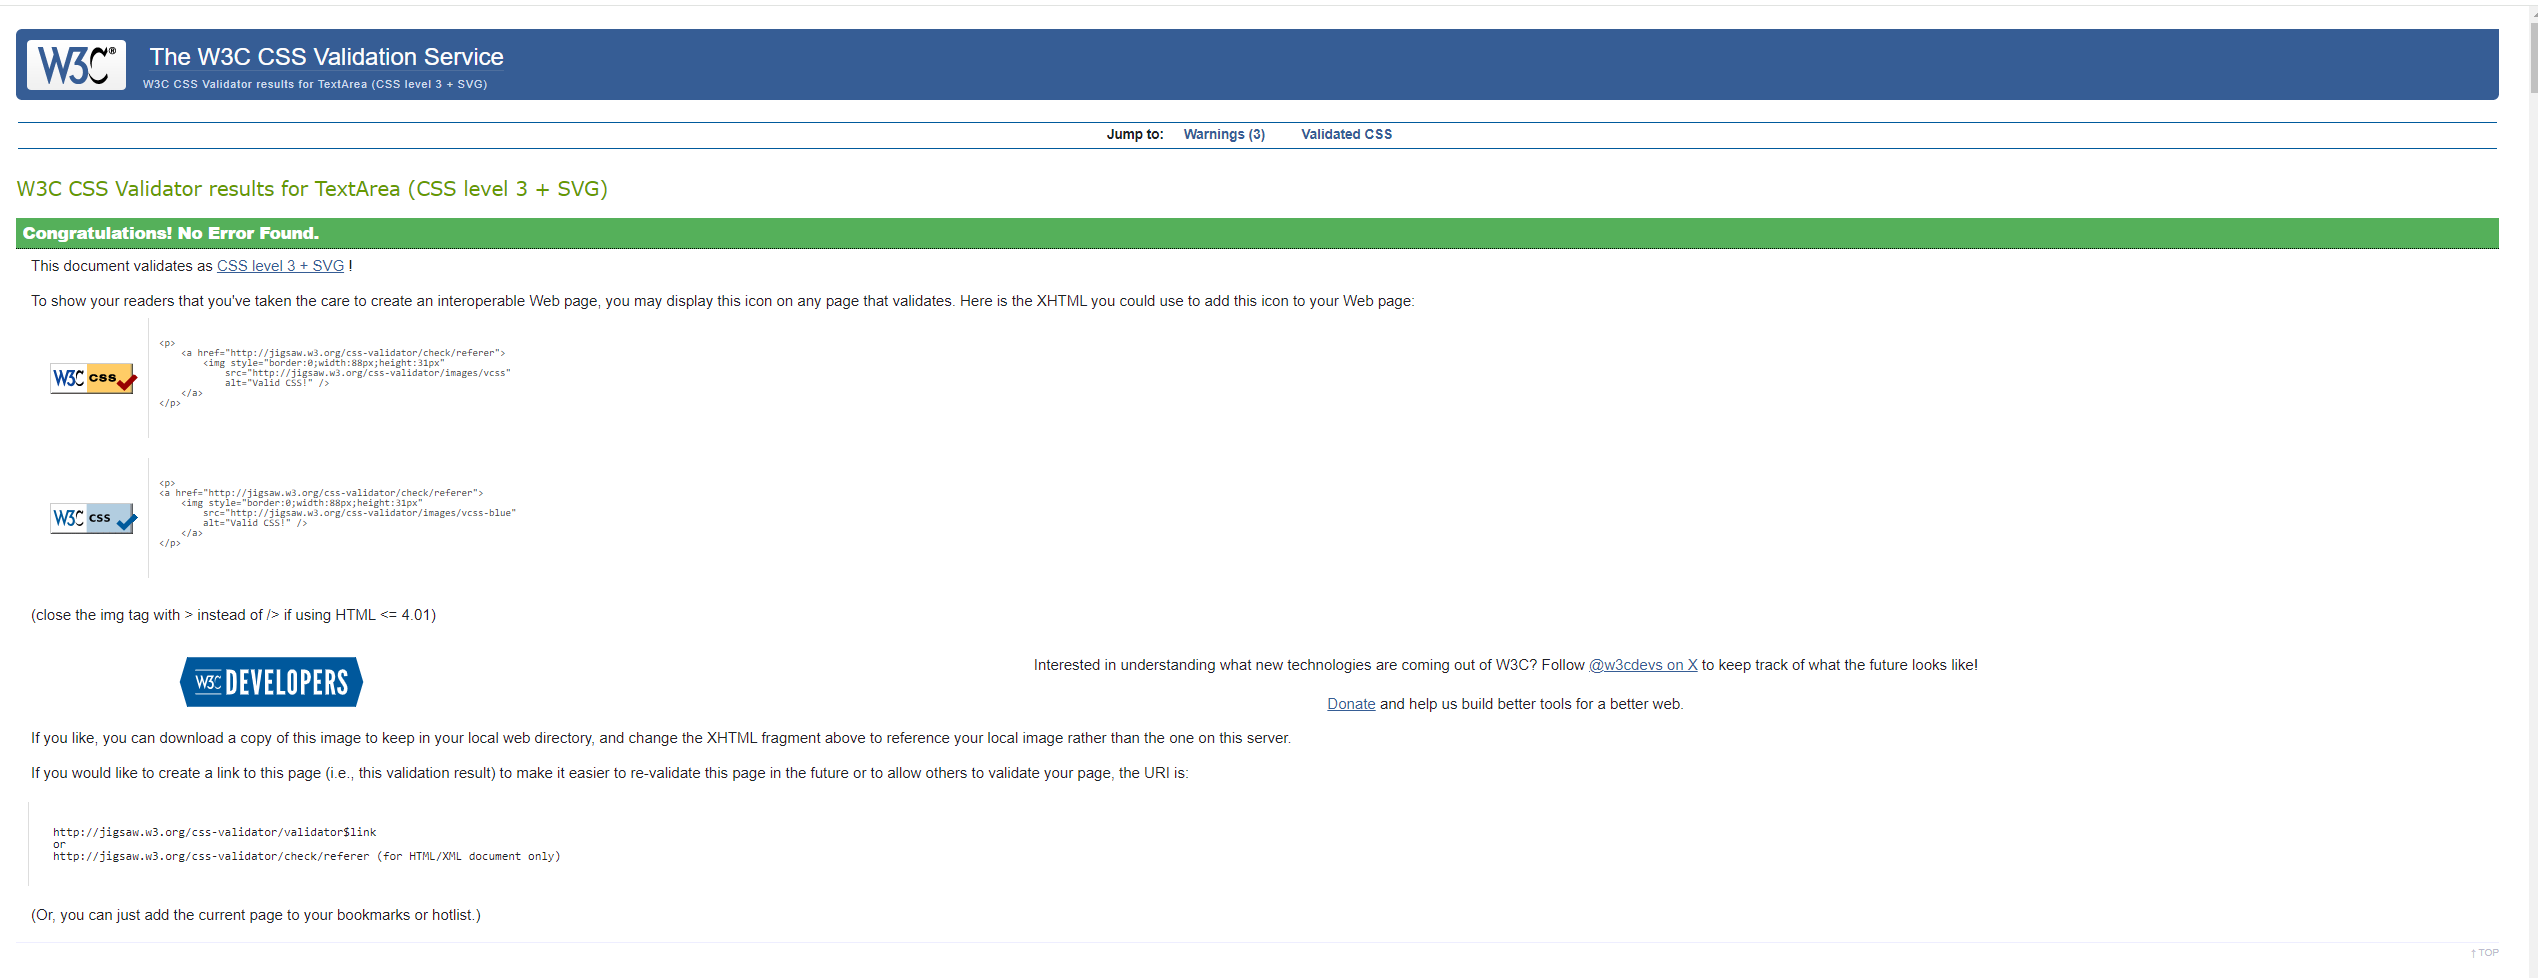 W3C®
The W3C CSS Validation Service
W3C CSS Validator results for TextArea (CSS level 3 + SVG)
Jump to: Warnings (3) Validated CSS
W3C CSS Validator results for TextArea (CSS level 3 + SVG)
Congratulations! No Error Found.
This document validates as CSS level 3 + SVG !
To show your readers that you've taken the care to create an interoperable Web page, you may display this icon on any page that validates. Here is the XHTML you could use to add this icon to your Web page:
W3C css
<p>
<a href="http://jigsaw.w3.org/css-validator/check/referer">
<img style="border:0;width:88px;height:31px"
src="http://jigsaw.w3.org/css-validator/images/vcss"
alt="Valid CSS!" />
</a>
</p>
W3C css
<p>
<a href="http://jigsaw.w3.org/css-validator/check/referer">
<img style="border:0;width:88px;height:31px"
src="http://jigsaw.w3.org/css-validator/images/vcss-blue"
alt="Valid CSS!" />
</a>
</p>
(close the img tag with > instead of /> if using HTML <= 4.01)
W3C DEVELOPERS
Interested in understanding what new technologies are coming out of W3C? Follow @w3cdevs on X to keep track of what the future looks like!
Donate and help us build better tools for a better web.
If you like, you can download a copy of this image to keep in your local web directory, and change the XHTML fragment above to reference your local image rather than the one on this server.
If you would like to create a link to this page (i.e., this validation result) to make it easier to re-validate this page in the future or to allow others to validate your page, the URI is:
http://jigsaw.w3.org/css-validator/validator$link
or
http://jigsaw.w3.org/css-validator/check/referer (for HTML/XML document only)
(Or, you can just add the current page to your bookmarks or hotlist.)
↑ TOP